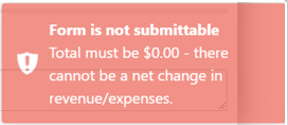 Form is not submittable
Total must be $0.00 - there
cannot be a net change in
revenue/expenses.